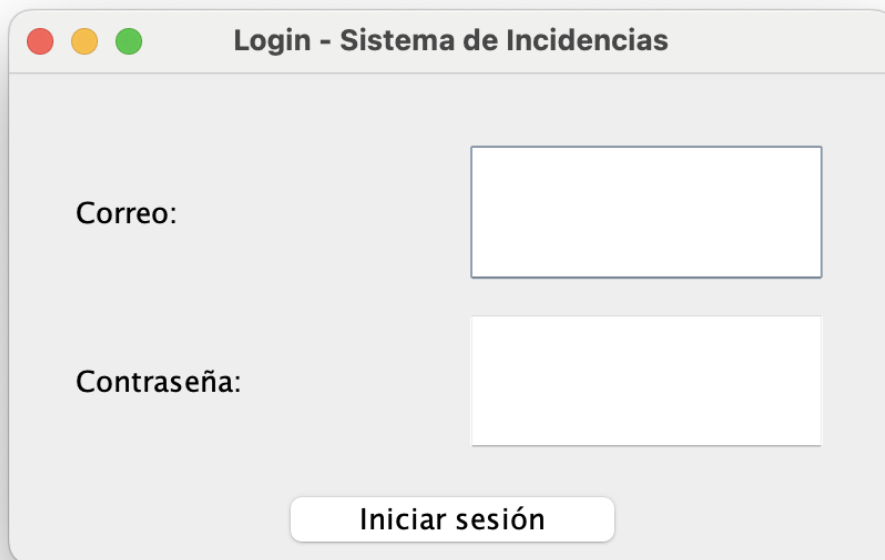 Login - Sistema de Incidencias
Correo:
Contraseña:
Iniciar sesión